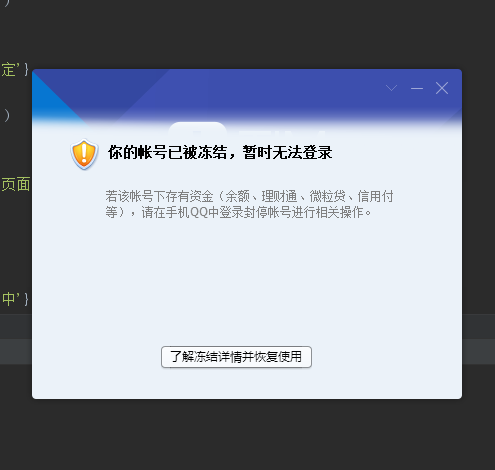 )
定'}
)
你的帐号已被冻结，暂时无法登录
页面
若该帐号下存有资金（余额、理财通、微粒贷、信用付
等），请在手机QQ中登录封停帐号进行相关操作。
中'}
了解冻结详情并恢复使用